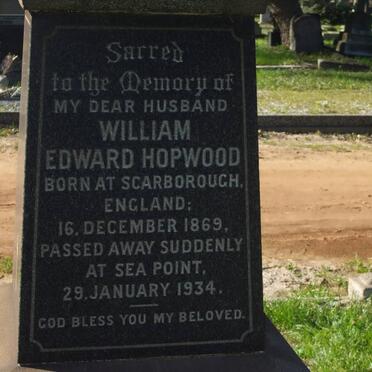 Sacred
to the Memory of
MY DEAR HUSBAND
WILLIAM
EDWARD HOPWOOD
BORN AT SCARBOROUGH,
ENGLAND;
16, DECEMBER 1869,
PASSED AWAY SUDDENLY
AT SEA POINT,
29, JANUARY 1934.
GOD BLESS YOU MY BELOVED.